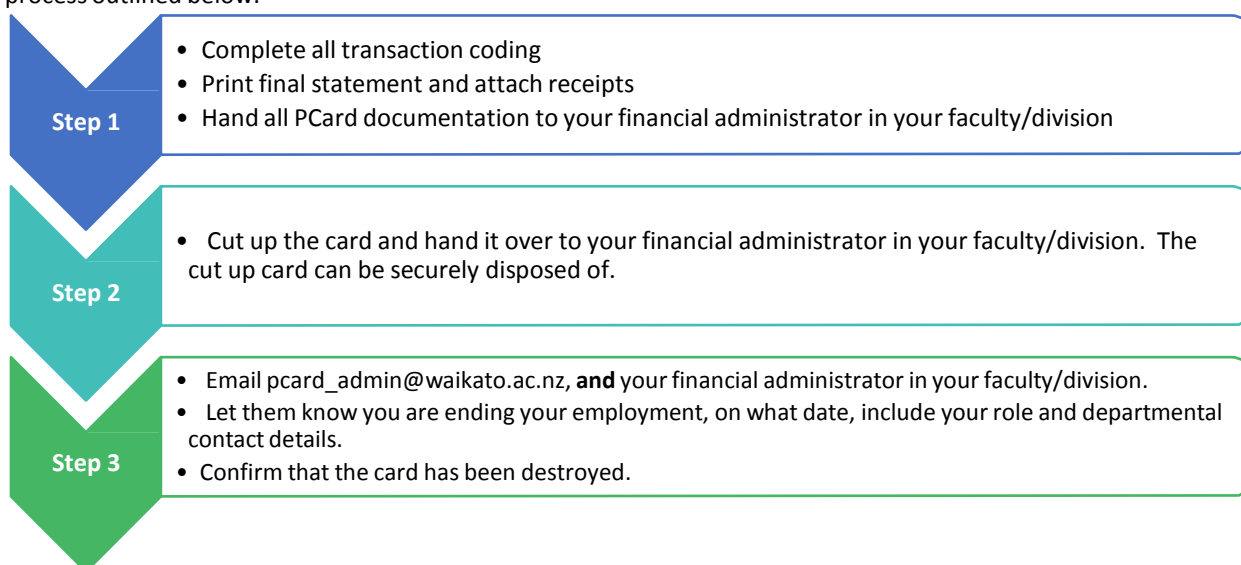 process outlined below:
Step 1
• Complete all transaction coding
• Print final statement and attach receipts
• Hand all PCard documentation to your financial administrator in your faculty/division
Step 2
• Cut up the card and hand it over to your financial administrator in your faculty/division. The
cut up card can be securely disposed of.
Step 3
• Email pcard_admin@waikato.ac.nz, and your financial administrator in your faculty/division.
• Let them know you are ending your employment, on what date, include your role and departmental
contact details.
• Confirm that the card has been destroyed.